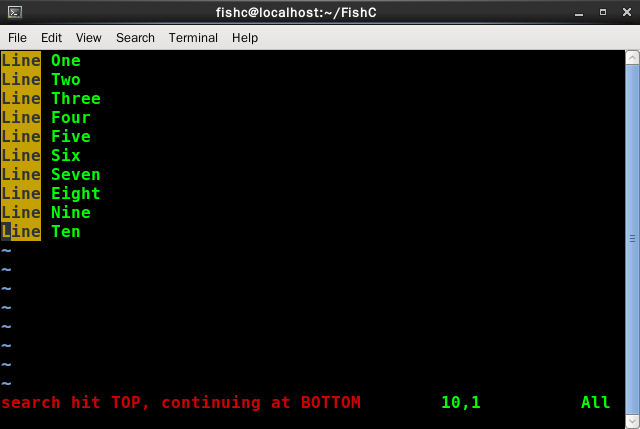 fishc@localhost:~/FishC
File Edit View Search Terminal Help
Line One
Line Two
Line Three
Line Four
Line Five
Line Six
Line Seven
Line Eight
Line Nine
Line Ten
~
~
~
~
~
~
~
~
search hit TOP, continuing at BOTTOM 10,1 All